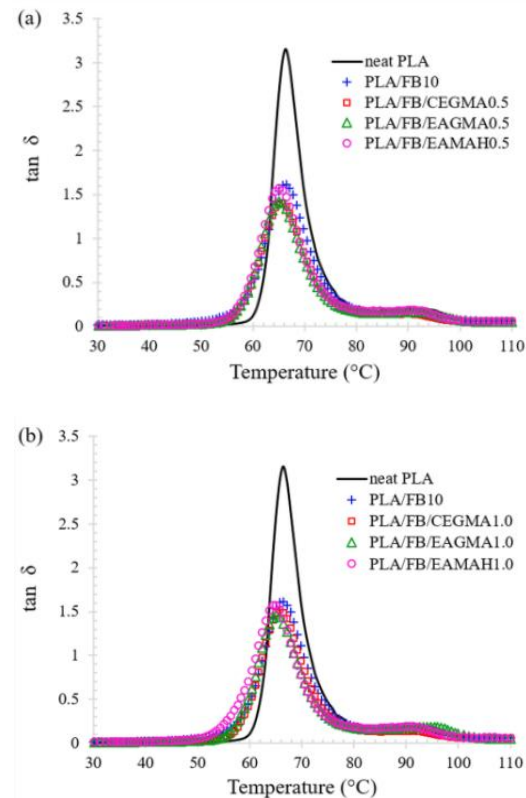 (a)
3.5
3
2.5
2
1.5
1
0.5
0
tan δ
neat PLA
PLA/FB10
PLA/FB/CEGMA0.5
PLA/FB/EAGMA0.5
PLA/FB/EAMAH0.5
30 40 50 60 70 80 90 100 110
Temperature (°C)
(b)
3.5
3
2.5
2
1.5
1
0.5
0
tan δ
neat PLA
PLA/FB10
PLA/FB/CEGMA1.0
PLA/FB/EAGMA1.0
PLA/FB/EAMAH1.0
30 40 50 60 70 80 90 100 110
Temperature (°C)